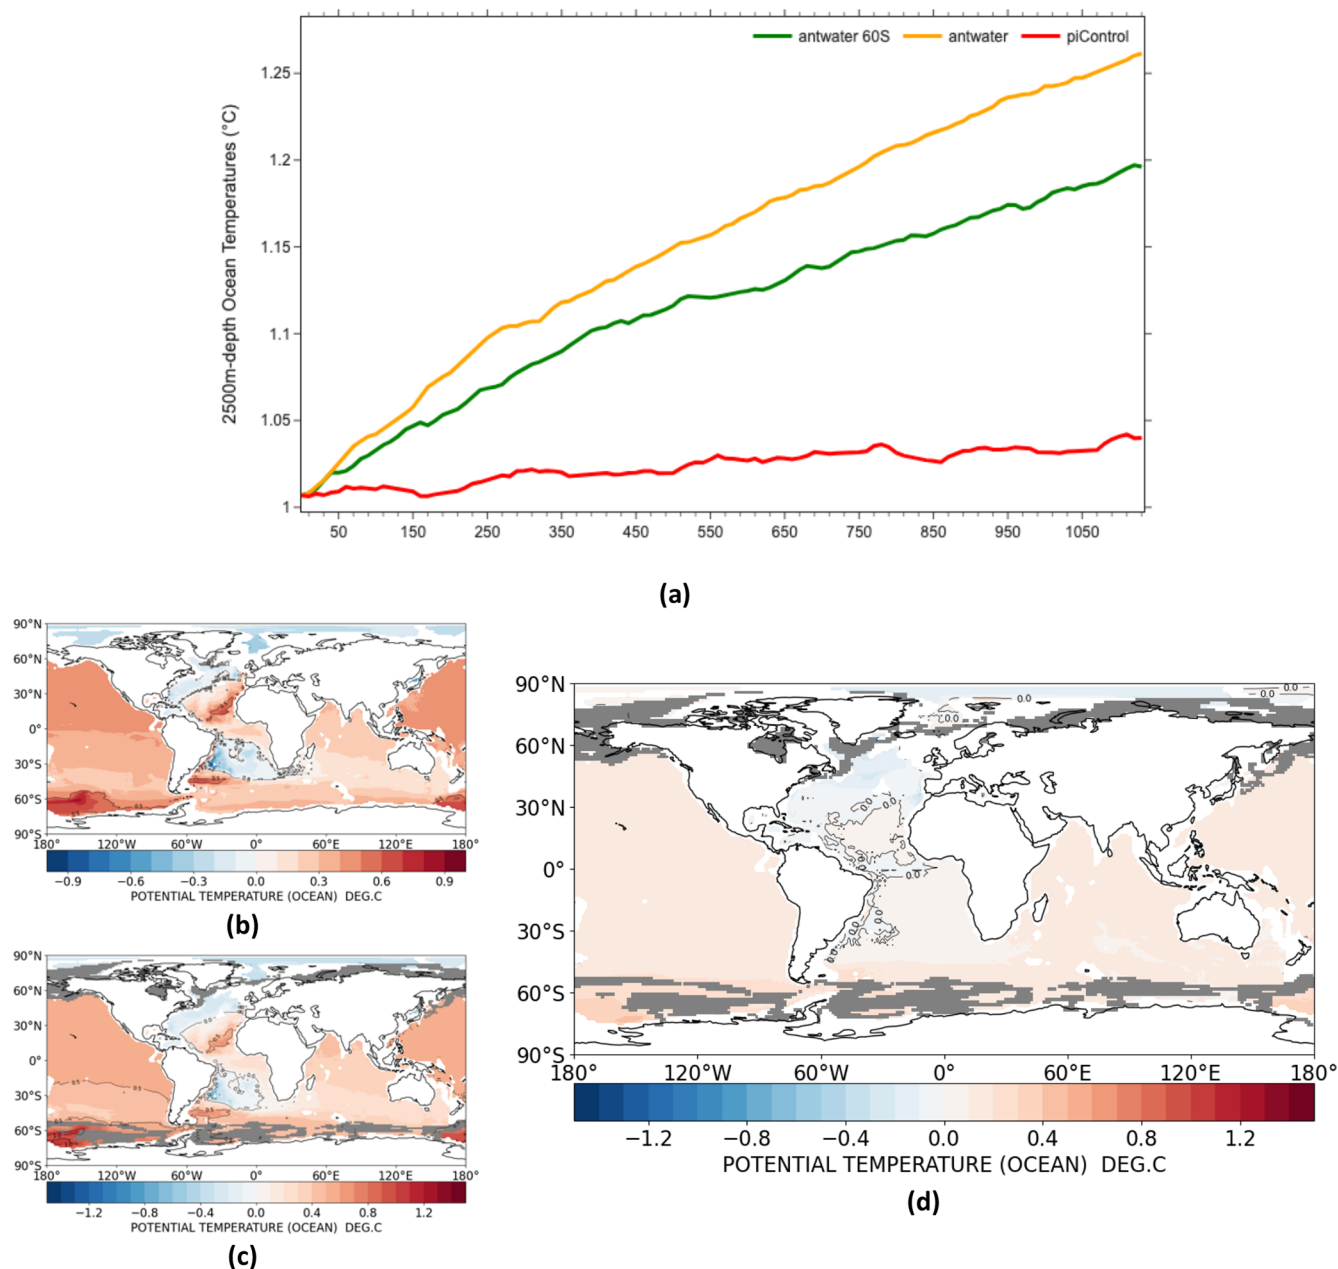 antwater 60S antwater piControl
2500m-depth Ocean Temperatures (°C)
1.25
1.2
1.15
1.1
1.05
1
50 150 250 350 450 550 650 750 850 950 1050
(a)
90°N
60°N
30°N
0°
30°S
60°S
90°S
180° 120°W 60°W 0° 60°E 120°E 180°
−0.9 −0.6 −0.3 0.0 0.3 0.6 0.9
POTENTIAL TEMPERATURE (OCEAN) DEG.C
(b)
90°N
60°N
30°N
0°
30°S
60°S
90°S
180° 120°W 60°W 0° 60°E 120°E 180°
−1.2 −0.8 −0.4 0.0 0.4 0.8 1.2
POTENTIAL TEMPERATURE (OCEAN) DEG.C
(c)
90°N
60°N
30°N
0°
30°S
60°S
90°S
180° 120°W 60°W 0° 60°E 120°E 180°
−1.2 −0.8 −0.4 0.0 0.4 0.8 1.2
POTENTIAL TEMPERATURE (OCEAN) DEG.C
(d)